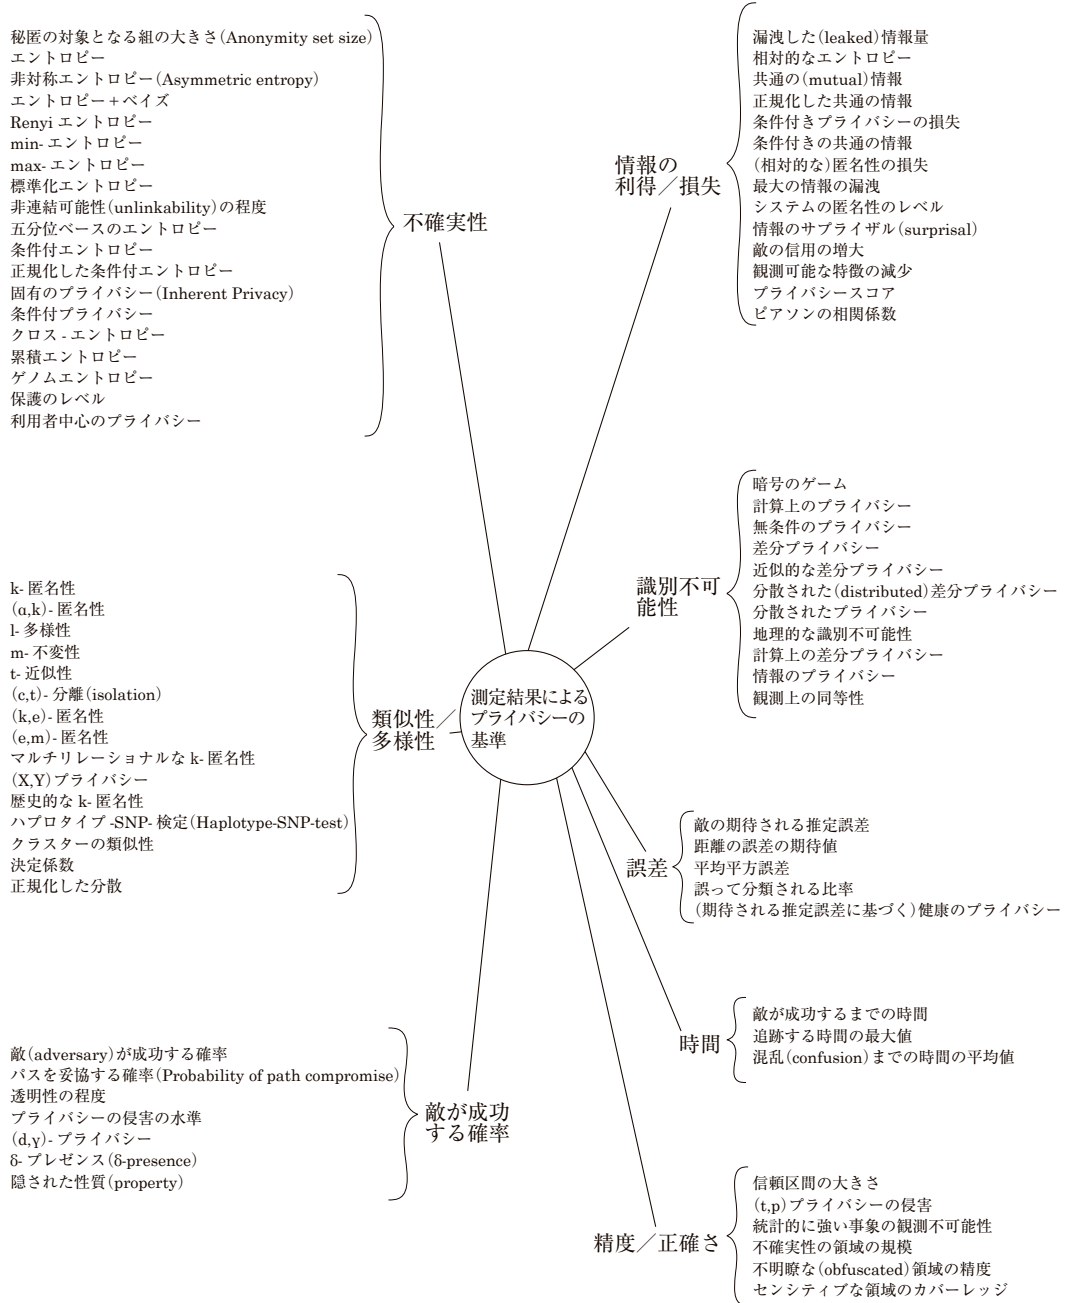 秘匿の対象となる組の大きさ(Anonymity set size)
エントロピー
非対称エントロピー(Asymmetric entropy)
エントロピー+ベイズ
Renyi エントロピー
min- エントロピー
max- エントロピー
標準化エントロピー
非連結可能性(unlinkability)の程度
五分位ベースのエントロピー
条件付エントロピー
正規化した条件付エントロピー
固有のプライバシー(Inherent Privacy)
条件付プライバシー
クロス - エントロピー
累積エントロピー
ゲノムエントロピー
保護のレベル
利用者中心のプライバシー
不確実性
漏洩した(leaked)情報量
相対的なエントロピー
共通の(mutual)情報
正規化した共通の情報
条件付きプライバシーの損失
条件付きの共通の情報
(相対的な)匿名性の損失
最大の情報の漏洩
システムの匿名性のレベル
情報のサプライザル(surprisal)
敵の信用の増大
観測可能な特徴の減少
プライバシースコア
ピアソンの相関係数
情報の
利得/損失
暗号のゲーム
計算上のプライバシー
無条件のプライバシー
差分プライバシー
近似的な差分プライバシー
分散された(distributed)差分プライバシー
分散されたプライバシー
地理的な識別不可能性
計算上の差分プライバシー
情報のプライバシー
観測上の同等性
識別不可
能性
k- 匿名性
(α,k)- 匿名性
l- 多様性
m- 不変性
t- 近似性
(c,t)- 分離(isolation)
(k,e)- 匿名性
(e,m)- 匿名性
マルチリレーショナルな k- 匿名性
(X,Y)プライバシー
歴史的な k- 匿名性
ハプロタイプ -SNP- 検定(Haplotype-SNP-test)
クラスターの類似性
決定係数
正規化した分散
類似性/
多様性
測定結果による
プライバシーの
基準
敵の期待される推定誤差
距離の誤差の期待値
平均平方誤差
誤って分類される比率
(期待される推定誤差に基づく)健康のプライバシー
誤差
敵が成功するまでの時間
追跡する時間の最大値
混乱(confusion)までの時間の平均値
時間
敵(adversary)が成功する確率
パスを妥協する確率(Probability of path compromise)
透明性の程度
プライバシーの侵害の水準
(d,γ)- プライバシー
δ- プレゼンス(δ-presence)
隠された性質(property)
敵が成功
する確率
信頼区間の大きさ
(t,p)プライバシーの侵害
統計的に強い事象の観測不可能性
不確実性の領域の規模
不明瞭な(obfuscated)領域の精度
センシティブな領域のカバーレッジ
精度/正確さ